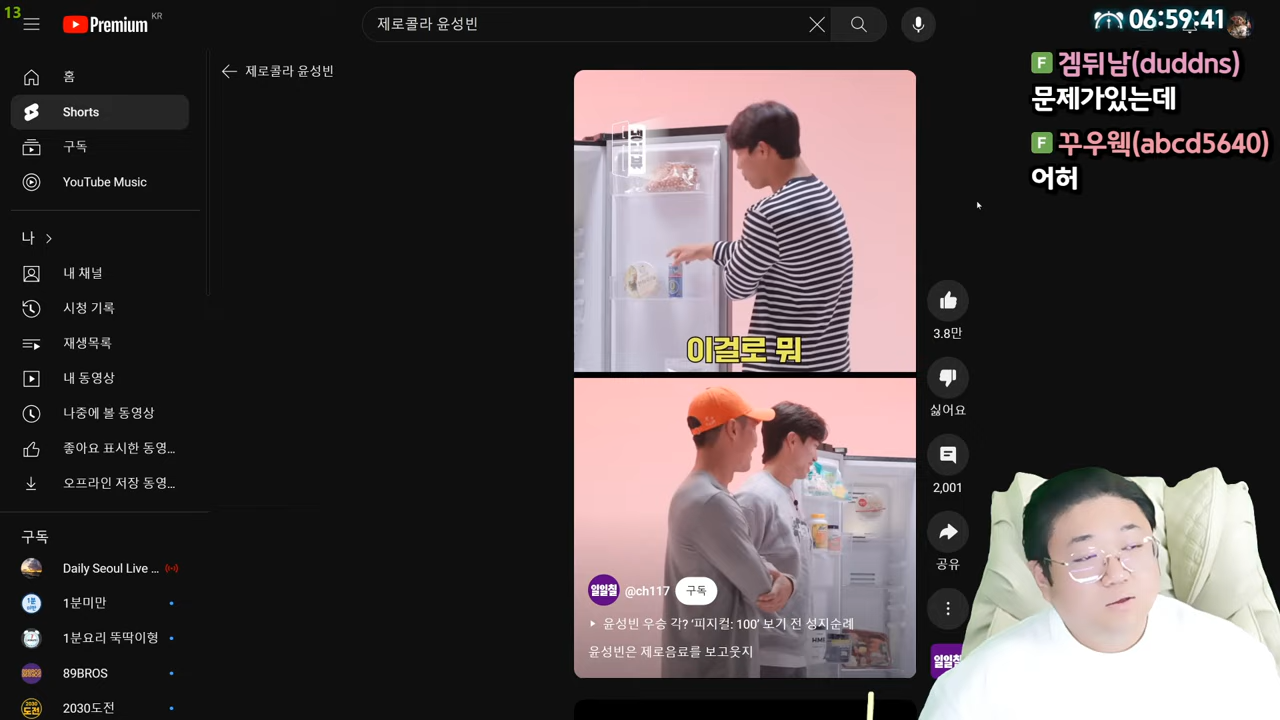 13
Premium
KR
제로콜라 윤성빈
06:59:41
겜뒤남(duddns)
문제가있는데
꾸우웩(abcd5640)
어허
홈
Shorts
구독
YouTube Music
나
내 채널
시청 기록
재생목록
내 동영상
나중에 볼 동영상
좋아요 표시한 동영...
오프라인 저장 동영...
구독
Daily Seoul Live ...
1분미만
1분요리 뚝딱이형
89BROS
2030도전
제로콜라 윤성빈
이걸로 뭐
일일칠
@ch117
구독
윤성빈 우승 각? '피지컬: 100' 보기 전 성지순례
윤성빈은 제로음료를 보고웃지
3.8만
싫어요
2,001
공유
일일칠